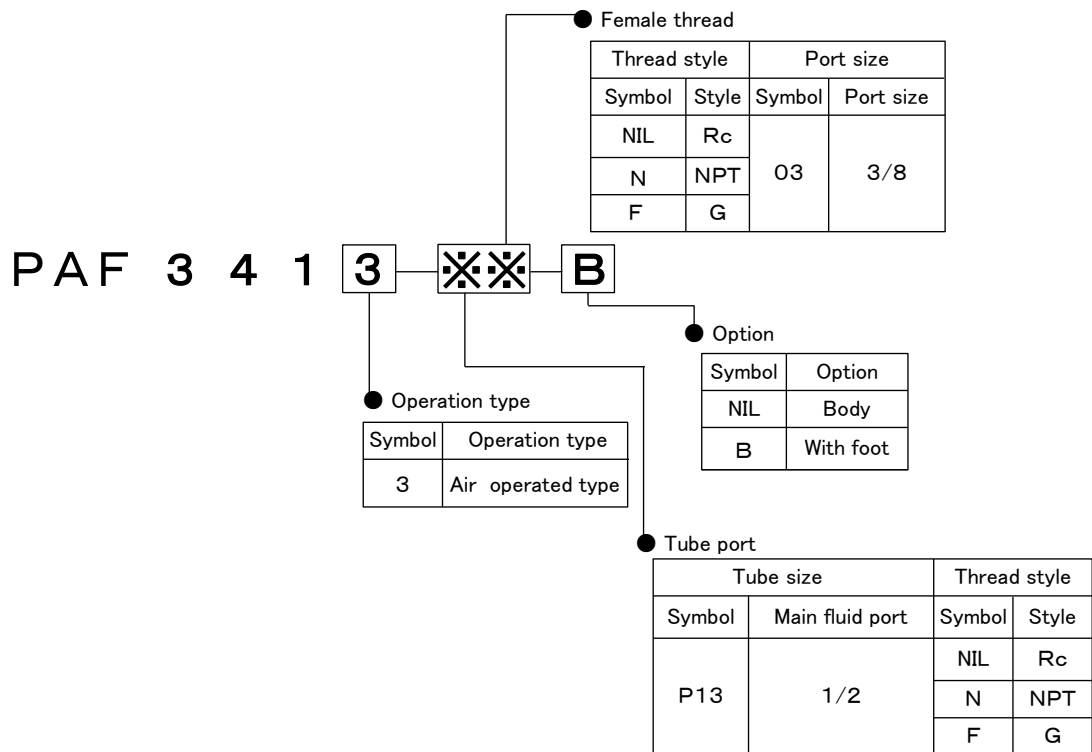 Female thread
Thread style Port size
Symbol Style Symbol Port size
NIL Rc
N NPT 03 3/8
F G
PAF 3 4 1 3 ※※ B
Option
Symbol Option
NIL Body
B With foot
Operation type
Symbol Operation type
3 Air operated type
Tube port
Tube size Thread style
Symbol Main fluid port Symbol Style
NIL Rc
P13 1/2 N NPT
F G